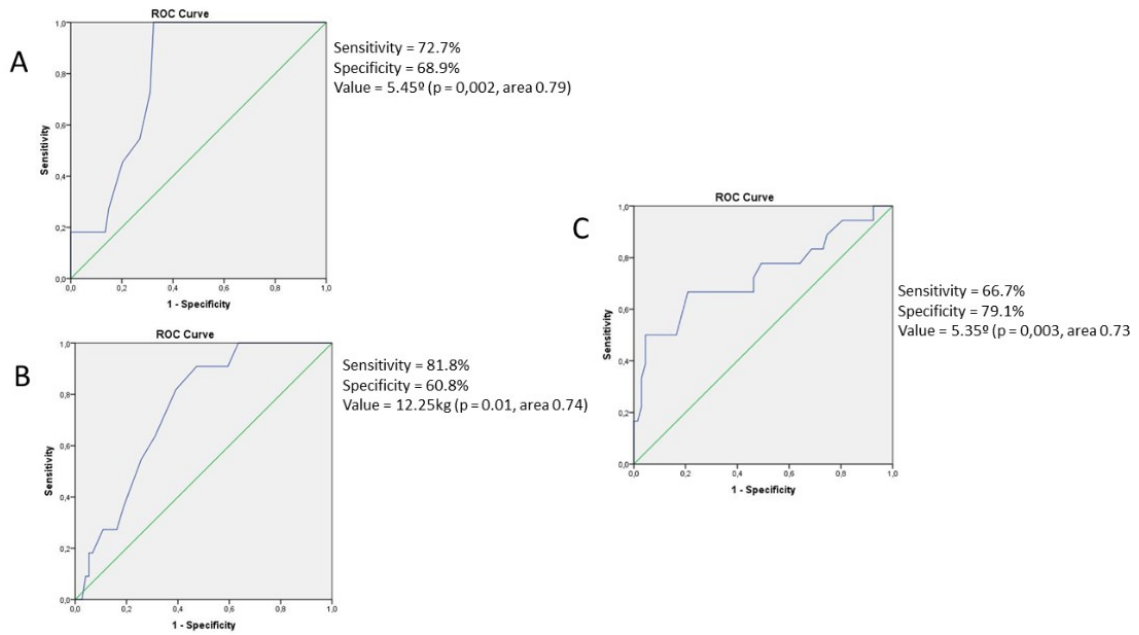 A
ROC Curve
1,0
0,8
0,6
0,4
0,2
0,0
Sensitivity
0,0 0,2 0,4 0,6 0,8 1,0
1 - Specificity
Sensitivity = 72.7%
Specificity = 68.9%
Value = 5.45º (p = 0,002, area 0.79)
B
ROC Curve
1,0
0,8
0,6
0,4
0,2
0,0
Sensitivity
0,0 0,2 0,4 0,6 0,8 1,0
1 - Specificity
Sensitivity = 81.8%
Specificity = 60.8%
Value = 12.25kg (p = 0.01, area 0.74)
C
ROC Curve
1,0
0,8
0,6
0,4
0,2
0,0
Sensitivity
0,0 0,2 0,4 0,6 0,8 1,0
1 - Specificity
Sensitivity = 66.7%
Specificity = 79.1%
Value = 5.35º (p = 0,003, area 0.73